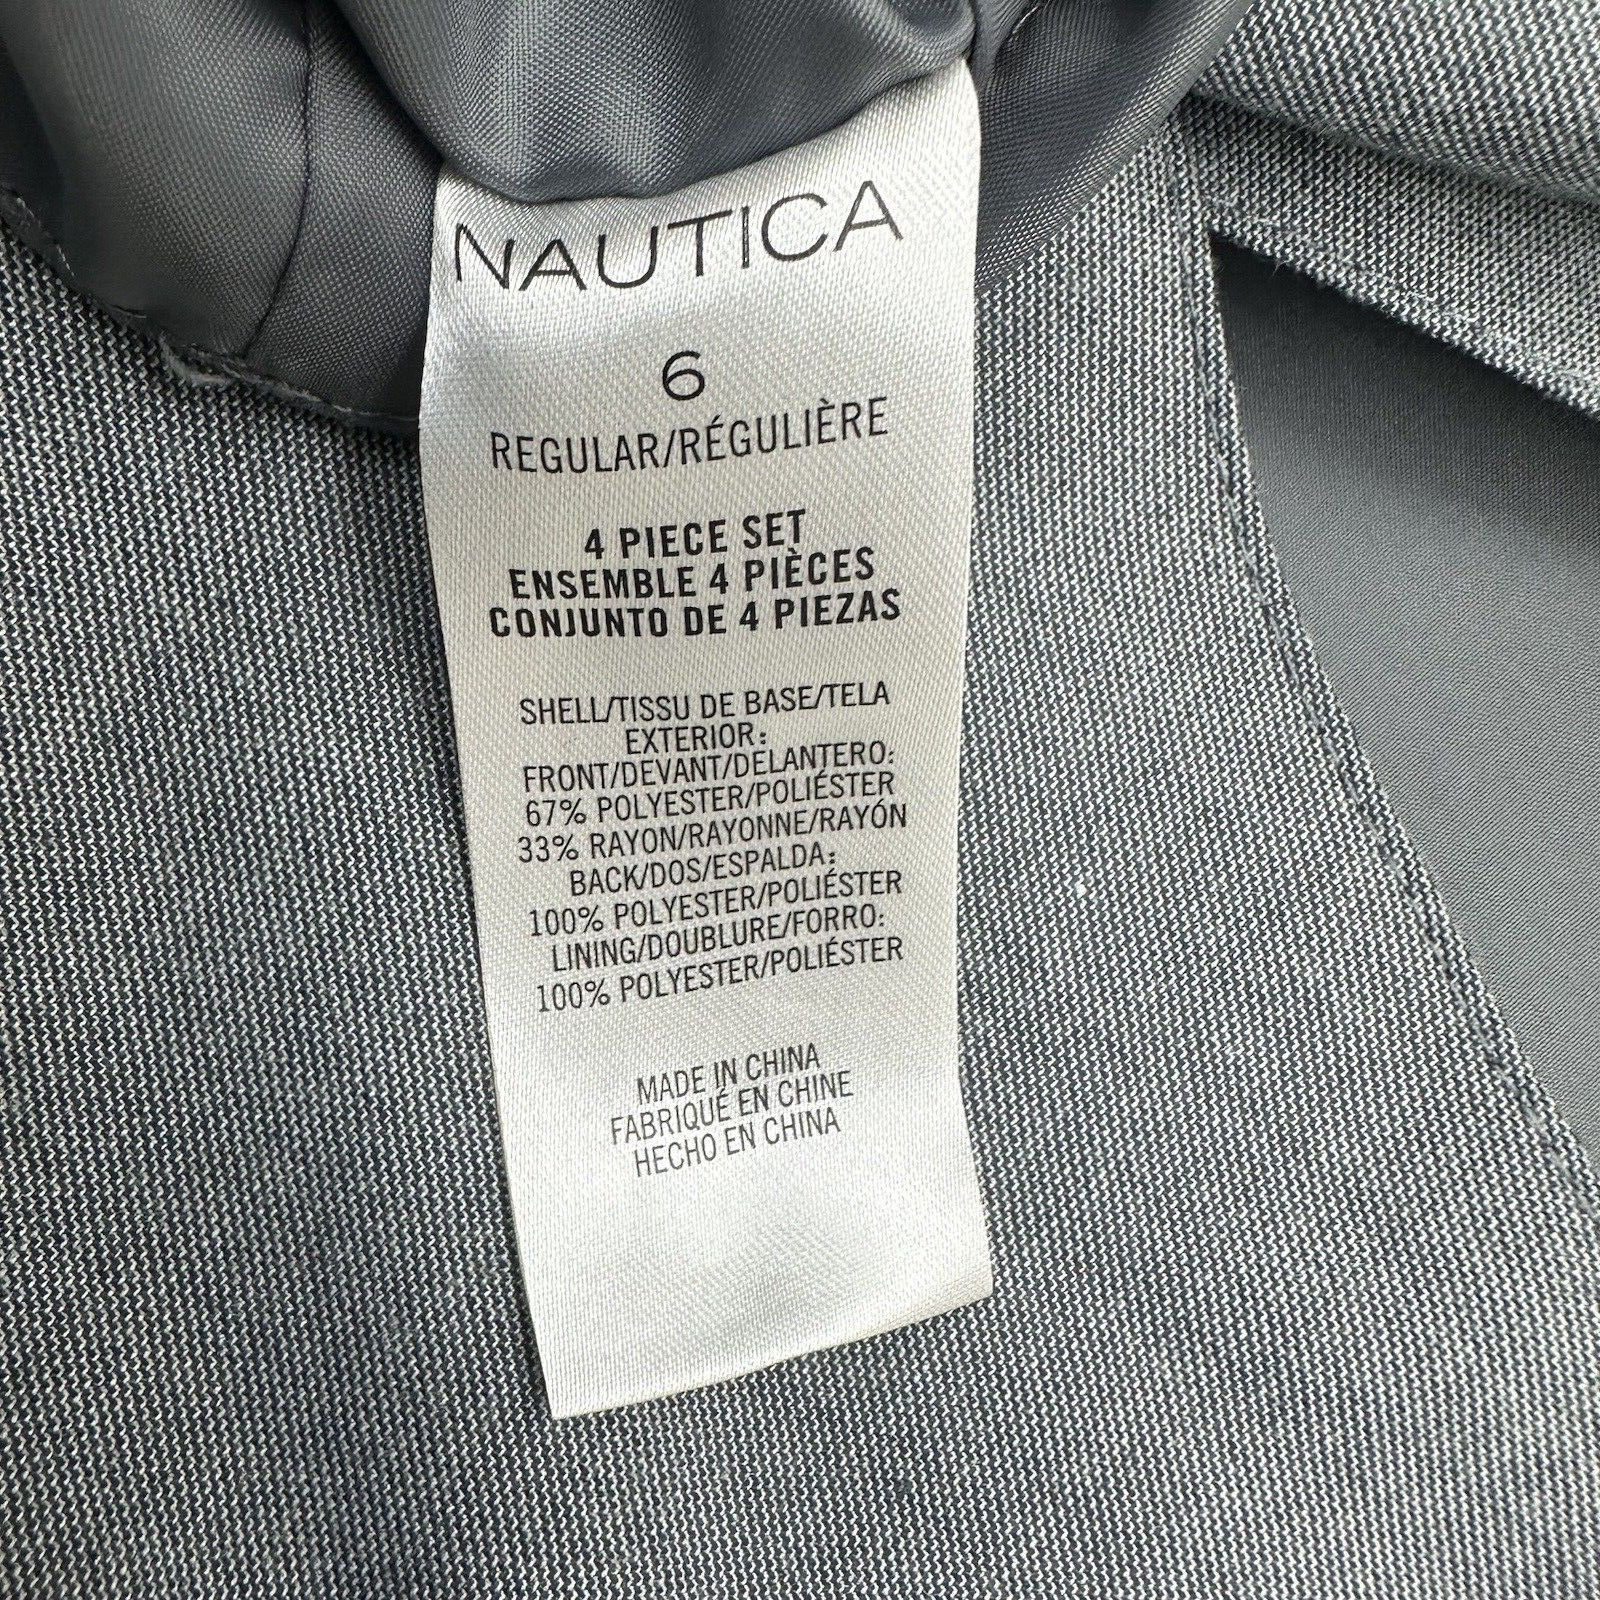 NAUTICA
6
REGULAR/RÉGULIÈRE
4 PIECE SET
ENSEMBLE 4 PIÈCES
CONJUNTO DE 4 PIEZAS
SHELL/TISSU DE BASE/TELA
EXTERIOR:
FRONT/DEVANT/DELANTERO:
67% POLYESTER/POLIÉSTER
33% RAYON/RAYONNE/RAYÓN
BACK/DOS/ESPALDA:
100% POLYESTER/POLIÉSTER
LINING/DOUBLURE/FORRO:
100% POLYESTER/POLIÉSTER
MADE IN CHINA
FABRIQUÉ EN CHINE
HECHO EN CHINA